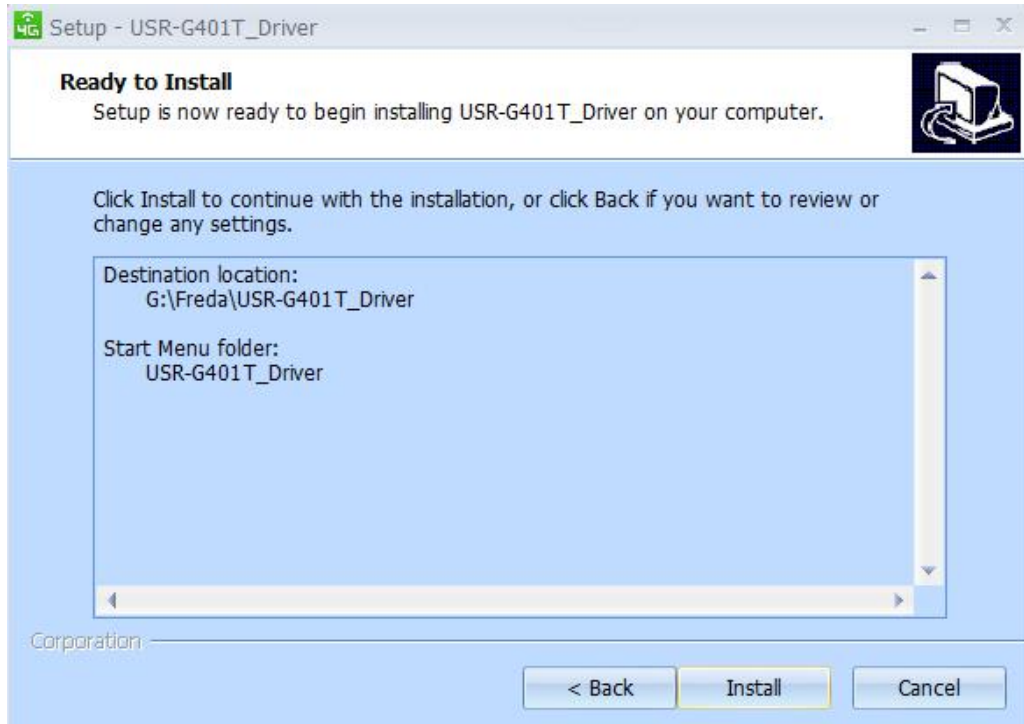 4G Setup - USR-G401T_Driver
Ready to Install
Setup is now ready to begin installing USR-G401T_Driver on your computer.
Click Install to continue with the installation, or click Back if you want to review or
change any settings.
Destination location:
G:\Freda\USR-G401T_Driver
Start Menu folder:
USR-G401T_Driver
Corporation
< Back Install Cancel